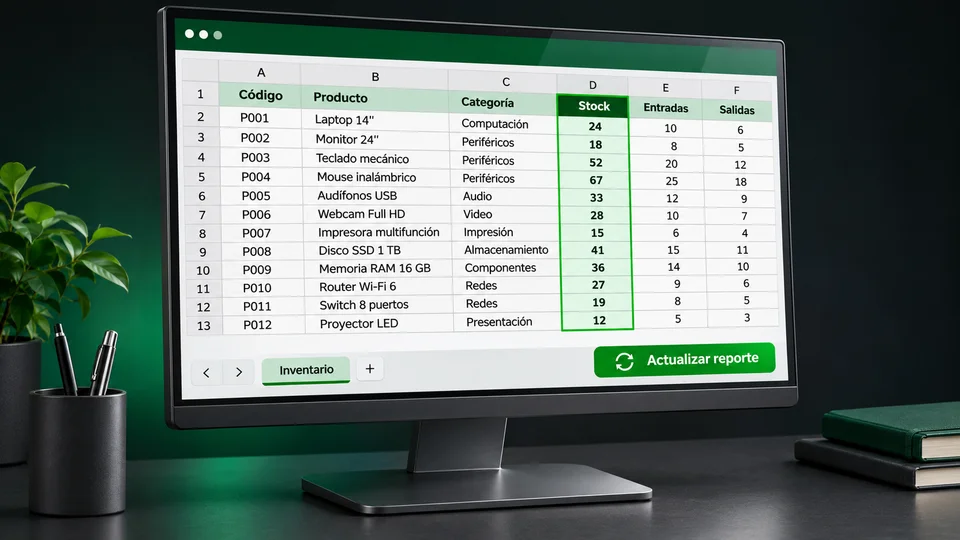 A B C D E F
1 Código Producto Categoría Stock Entradas Salidas
2 P001 Laptop 14" Computación 24 10 6
3 P002 Monitor 24" Periféricos 18 8 5
4 P003 Teclado mecánico Periféricos 52 20 12
5 P004 Mouse inalámbrico Periféricos 67 25 18
6 P005 Audífonos USB Audio 33 12 9
7 P006 Webcam Full HD Video 28 10 7
8 P007 Impresora multifunción Impresión 15 6 4
9 P008 Disco SSD 1 TB Almacenamiento 41 15 11
10 P009 Memoria RAM 16 GB Componentes 36 14 10
11 P010 Router Wi-Fi 6 Redes 27 9 6
12 P011 Switch 8 puertos Redes 19 8 5
13 P012 Proyector LED Presentación 12 5 3
Inventario +
Actualizar reporte